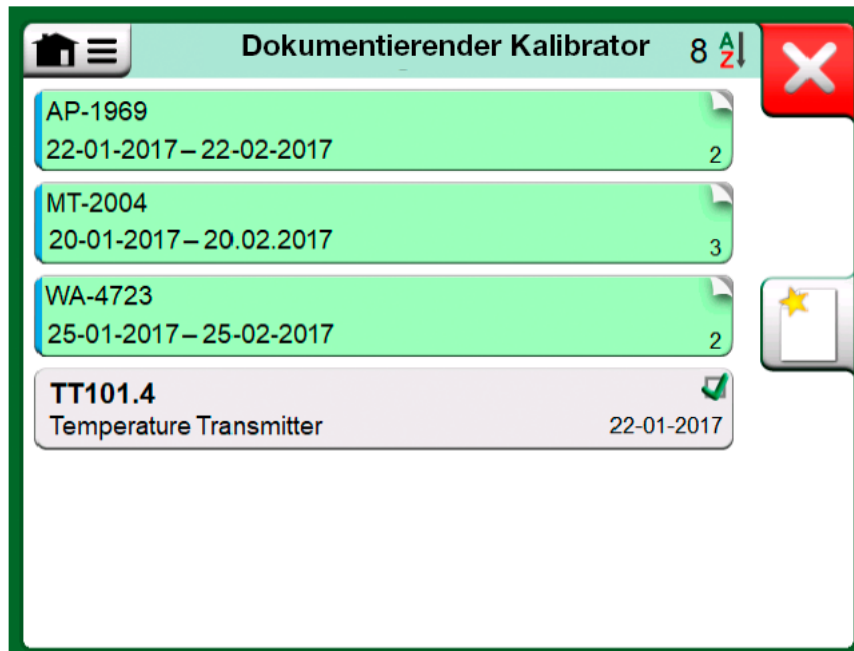 Dokumentierender Kalibrator 8 AZ
AP-1969
22-01-2017 – 22-02-2017
2
MT-2004
20-01-2017 – 20.02.2017
3
WA-4723
25-01-2017 – 25-02-2017
2
TT101.4
Temperature Transmitter 22-01-2017